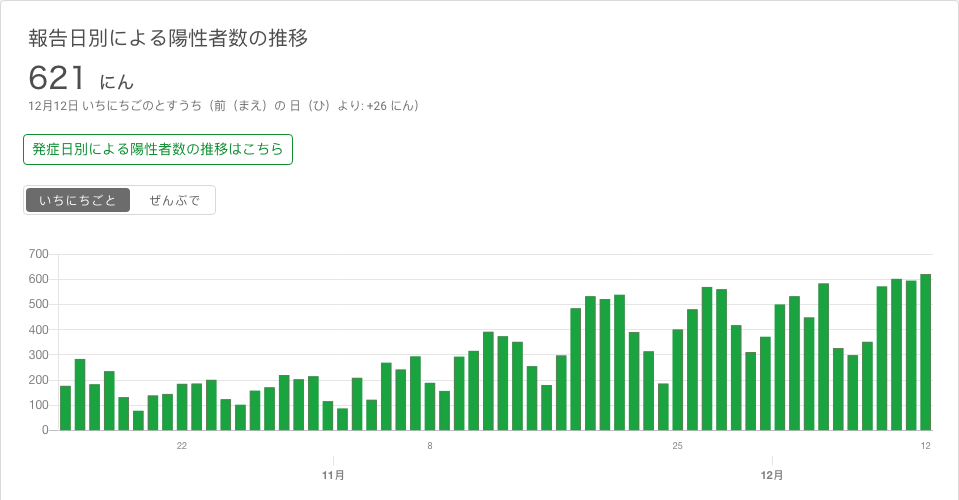 報告日別による陽性者数の推移
621 にん
12月12日 いちにちごのとすうち（前（まえ）の 日（ひ）より: +26 にん）
発症日別による陽性者数の推移はこちら
いちにちごと ぜんぶで
700
600
500
400
300
200
100
0
22 8 25 12
11月 12月